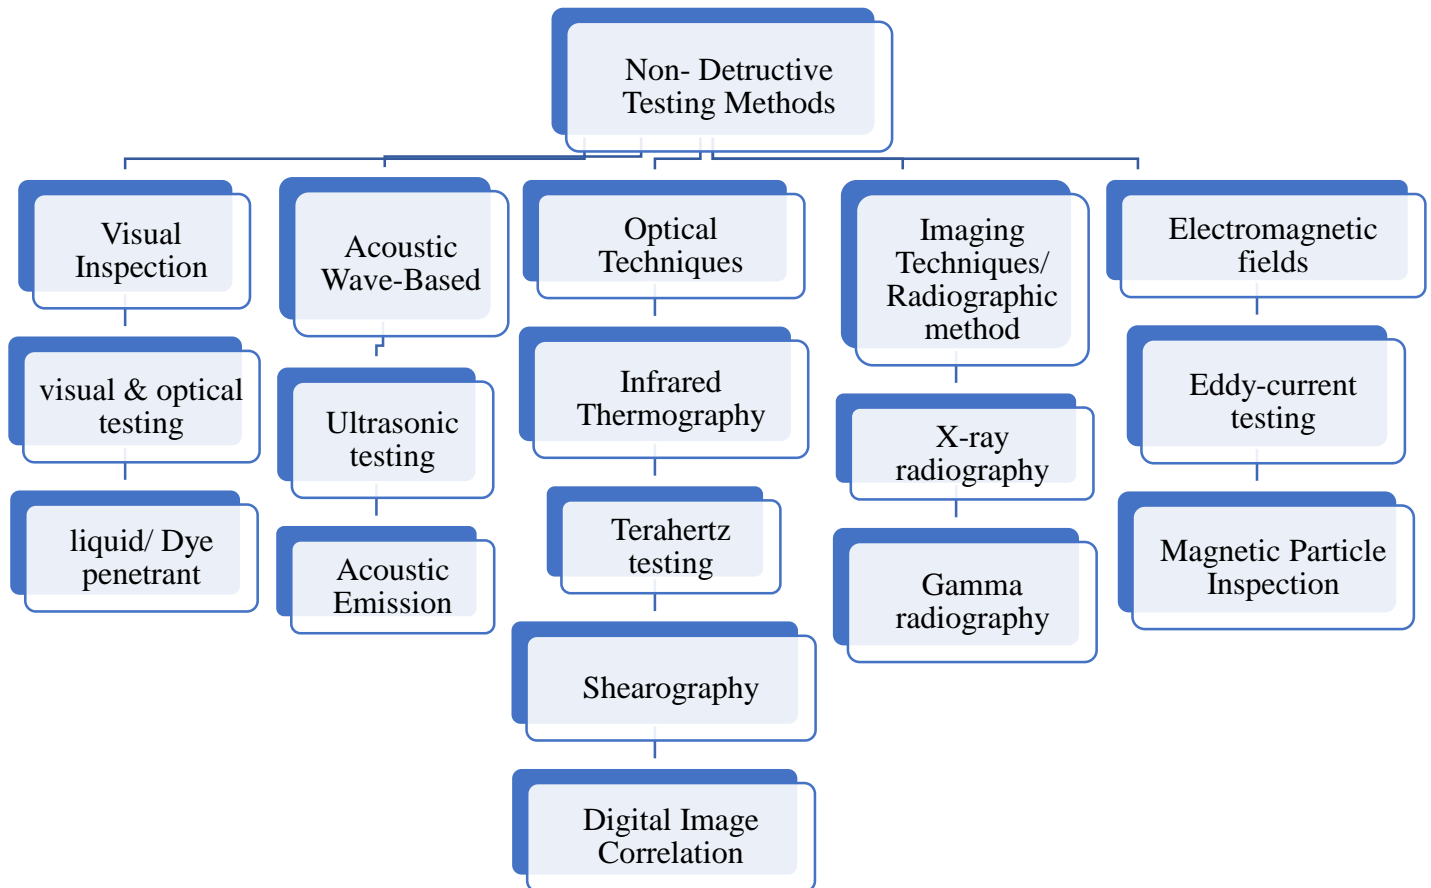 Non- Detructive
Testing Methods
Visual
Inspection
visual & optical
testing
liquid/ Dye
penetrant
Acoustic
Wave-Based
Ultrasonic
testing
Acoustic
Emission
Optical
Techniques
Infrared
Thermography
Terahertz
testing
Shearography
Digital Image
Correlation
Imaging
Techniques/
Radiographic
method
X-ray
radiography
Gamma
radiography
Electromagnetic
fields
Eddy-current
testing
Magnetic Particle
Inspection